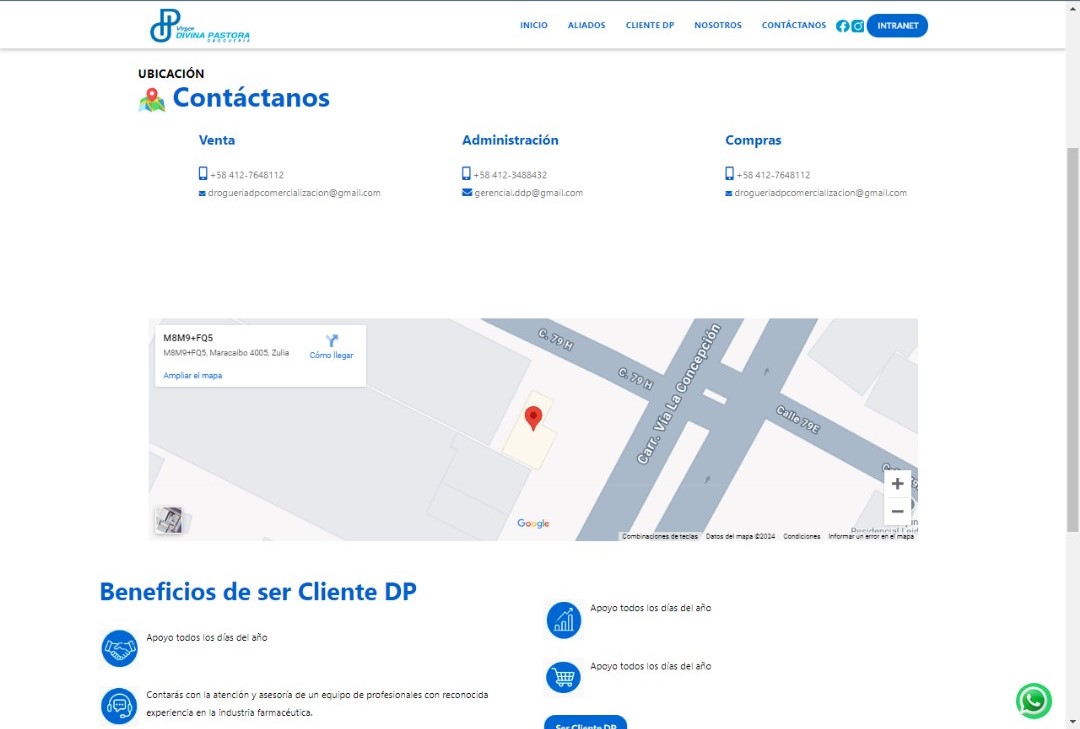 Virgen
DIVINA PASTORA
DROGUERÍA
INICIO
ALIADOS
CLIENTE DP
NOSOTROS
CONTÁCTANOS
INTRANET
UBICACIÓN
Contáctanos
Venta
+58 412-7648112
drogueriadpcomercializacion@gmail.com
Administración
+58 412-3488432
gerencial.ddp@gmail.com
Compras
+58 412-7648112
drogueriadpcomercializacion@gmail.com
M8M9+FQ5
M8M9+FQ5, Maracaibo 4005, Zulia
Cómo llegar
Ampliar el mapa
C. 79 H
C. 79 H
Carr. Vía La Concepción
Calle 79E
Google
Combinaciones de teclas
Datos del mapa ©2024
Condiciones
Informar un error en el mapa
Beneficios de ser Cliente DP
Apoyo todos los días del año
Contarás con la atención y asesoría de un equipo de profesionales con reconocida
experiencia en la industria farmacéutica.
Apoyo todos los días del año
Apoyo todos los días del año
Ser Cliente DP